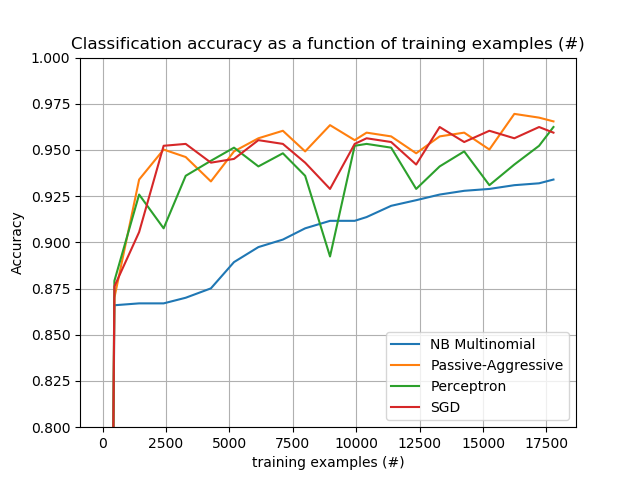 Classification accuracy as a function of training examples (#)
1.000
0.975
0.950
0.925
0.900
0.875
0.850
0.825
0.800
Accuracy
NB Multinomial
Passive-Aggressive
Perceptron
SGD
0 2500 5000 7500 10000 12500 15000 17500
training examples (#)